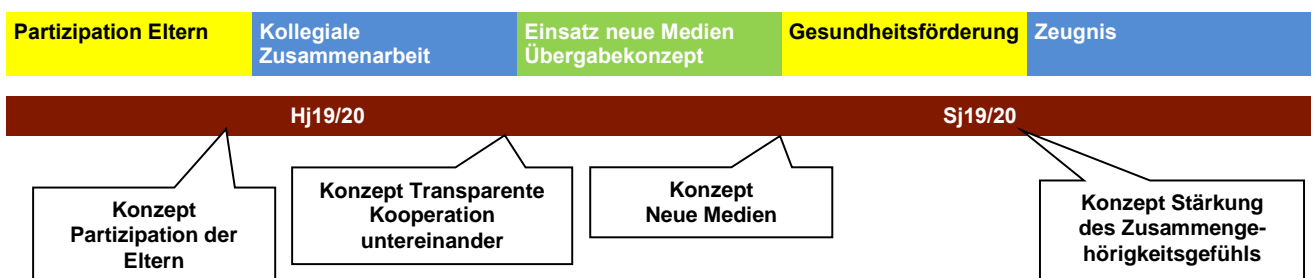 Partizipation Eltern
Kollegiale
Zusammenarbeit
Einsatz neue Medien
Übergabekonzept
Gesundheitsförderung
Zeugnis
Hj19/20
Sj19/20
Konzept
Partizipation der
Eltern
Konzept Transparente
Kooperation
untereinander
Konzept
Neue Medien
Konzept Stärkung
des Zusammenge-
hörigkeitsgefühls